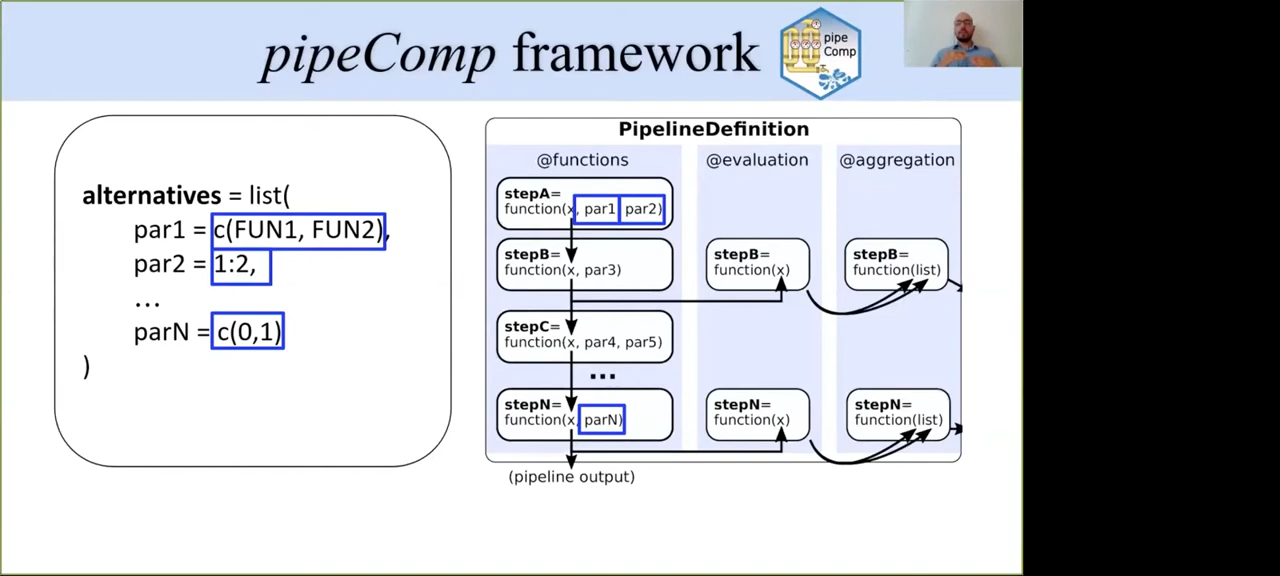 pipeComp framework
pipe
Comp
alternatives = list(
par1 = c(FUN1, FUN2),
par2 = 1:2,
...
parN = c(0,1)
)
PipelineDefinition
@functions
@evaluation
@aggregation
stepA=
function(x, par1, par2)
stepB=
function(x, par3)
stepB=
function(x)
stepB=
function(list)
stepC=
function(x, par4, par5)
...
stepN=
function(x, parN)
stepN=
function(x)
stepN=
function(list)
(pipeline output)